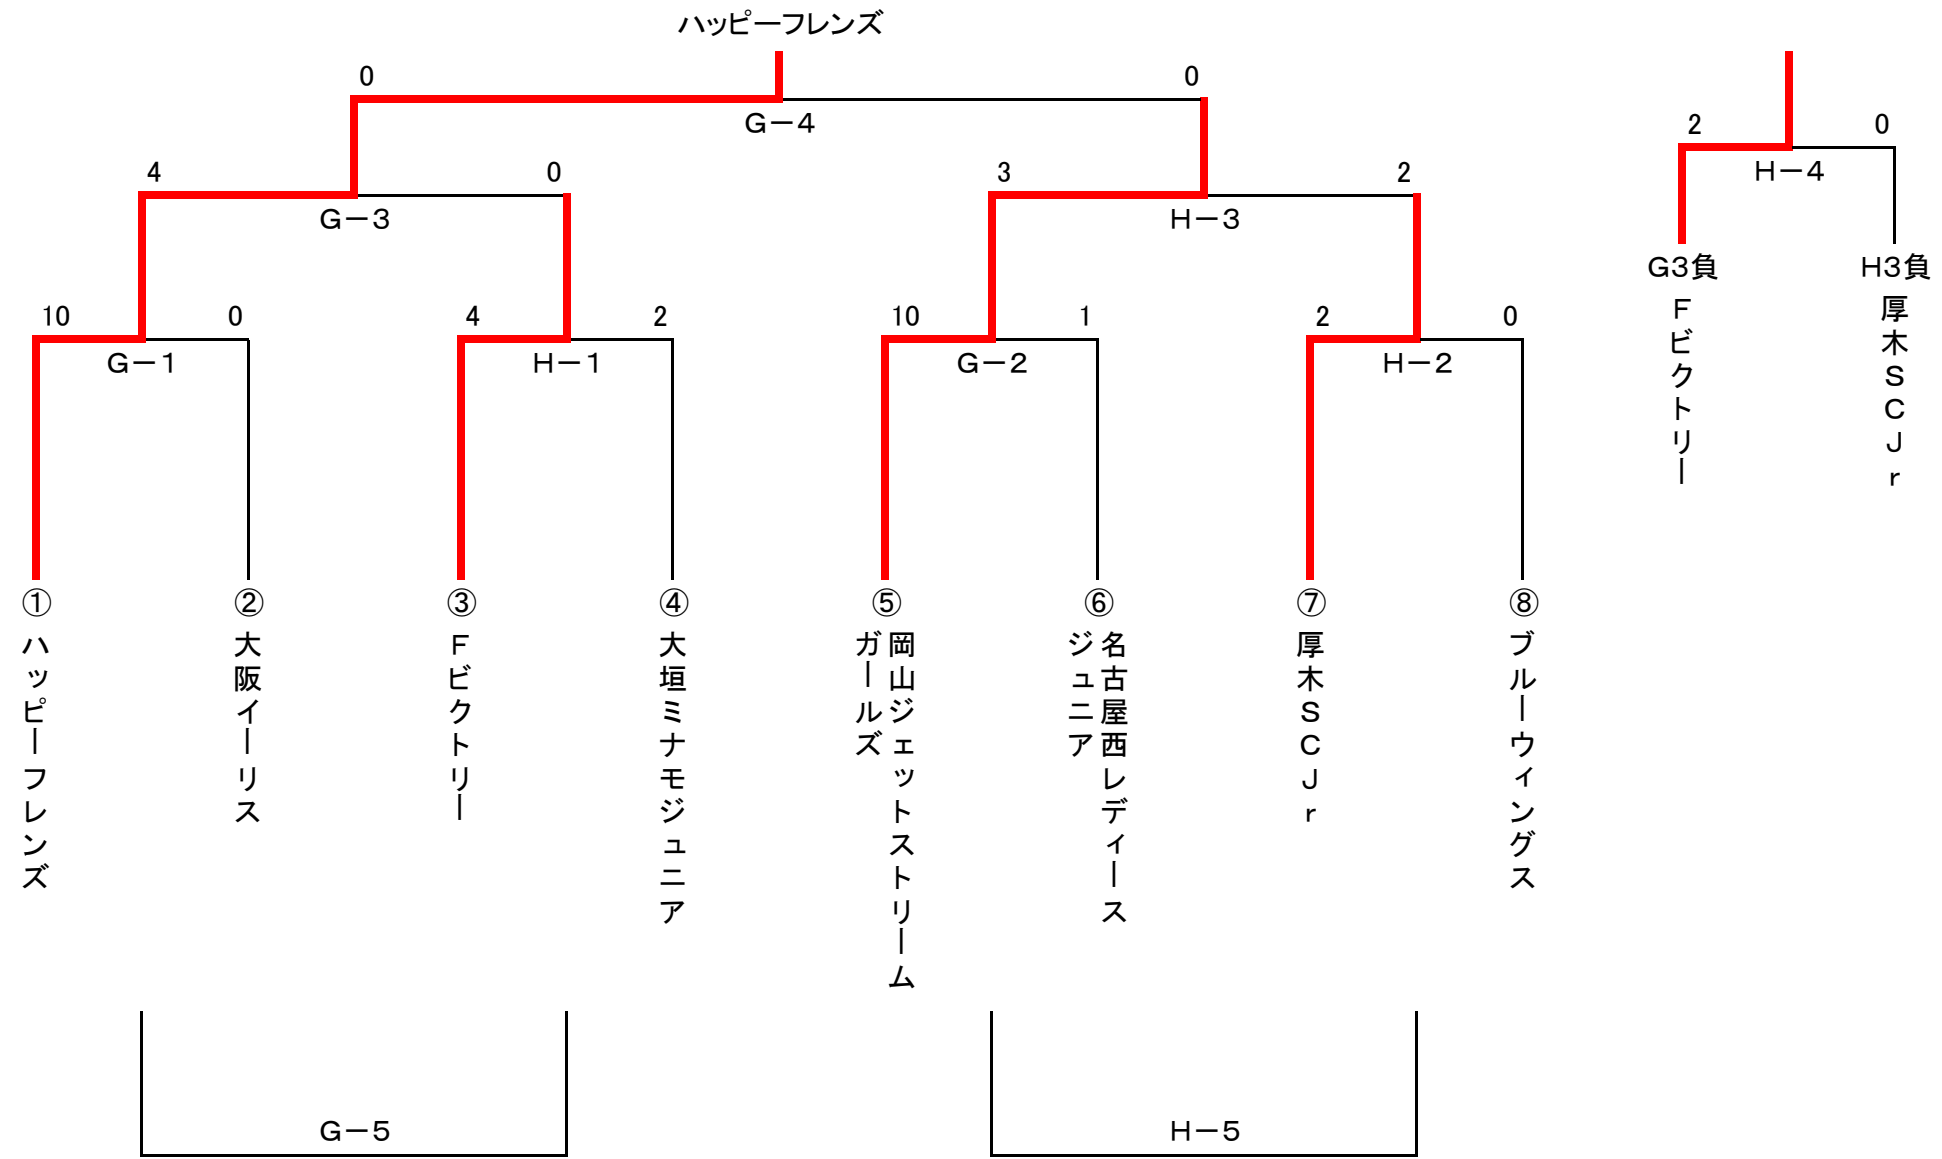 ハッピーフレンズ
0 0
G－4
4 0
G－3
3 2
H－3
10 0
G－1
4 2
H－1
10 1
G－2
2 0
H－2
① ② ③ ④ ⑤ ⑥ ⑦ ⑧
ハッピーフレンズ
大阪イーリス
Fビクトリー
大垣ミナモジュニア
岡山ジェットストリーム
ガールズ
名古屋西レディース
ジュニア
厚木SCJr
ブルーウィングス
G－5
H－5
2 0
H－4
G3負 H3負
Fビクトリー
厚木SCJr